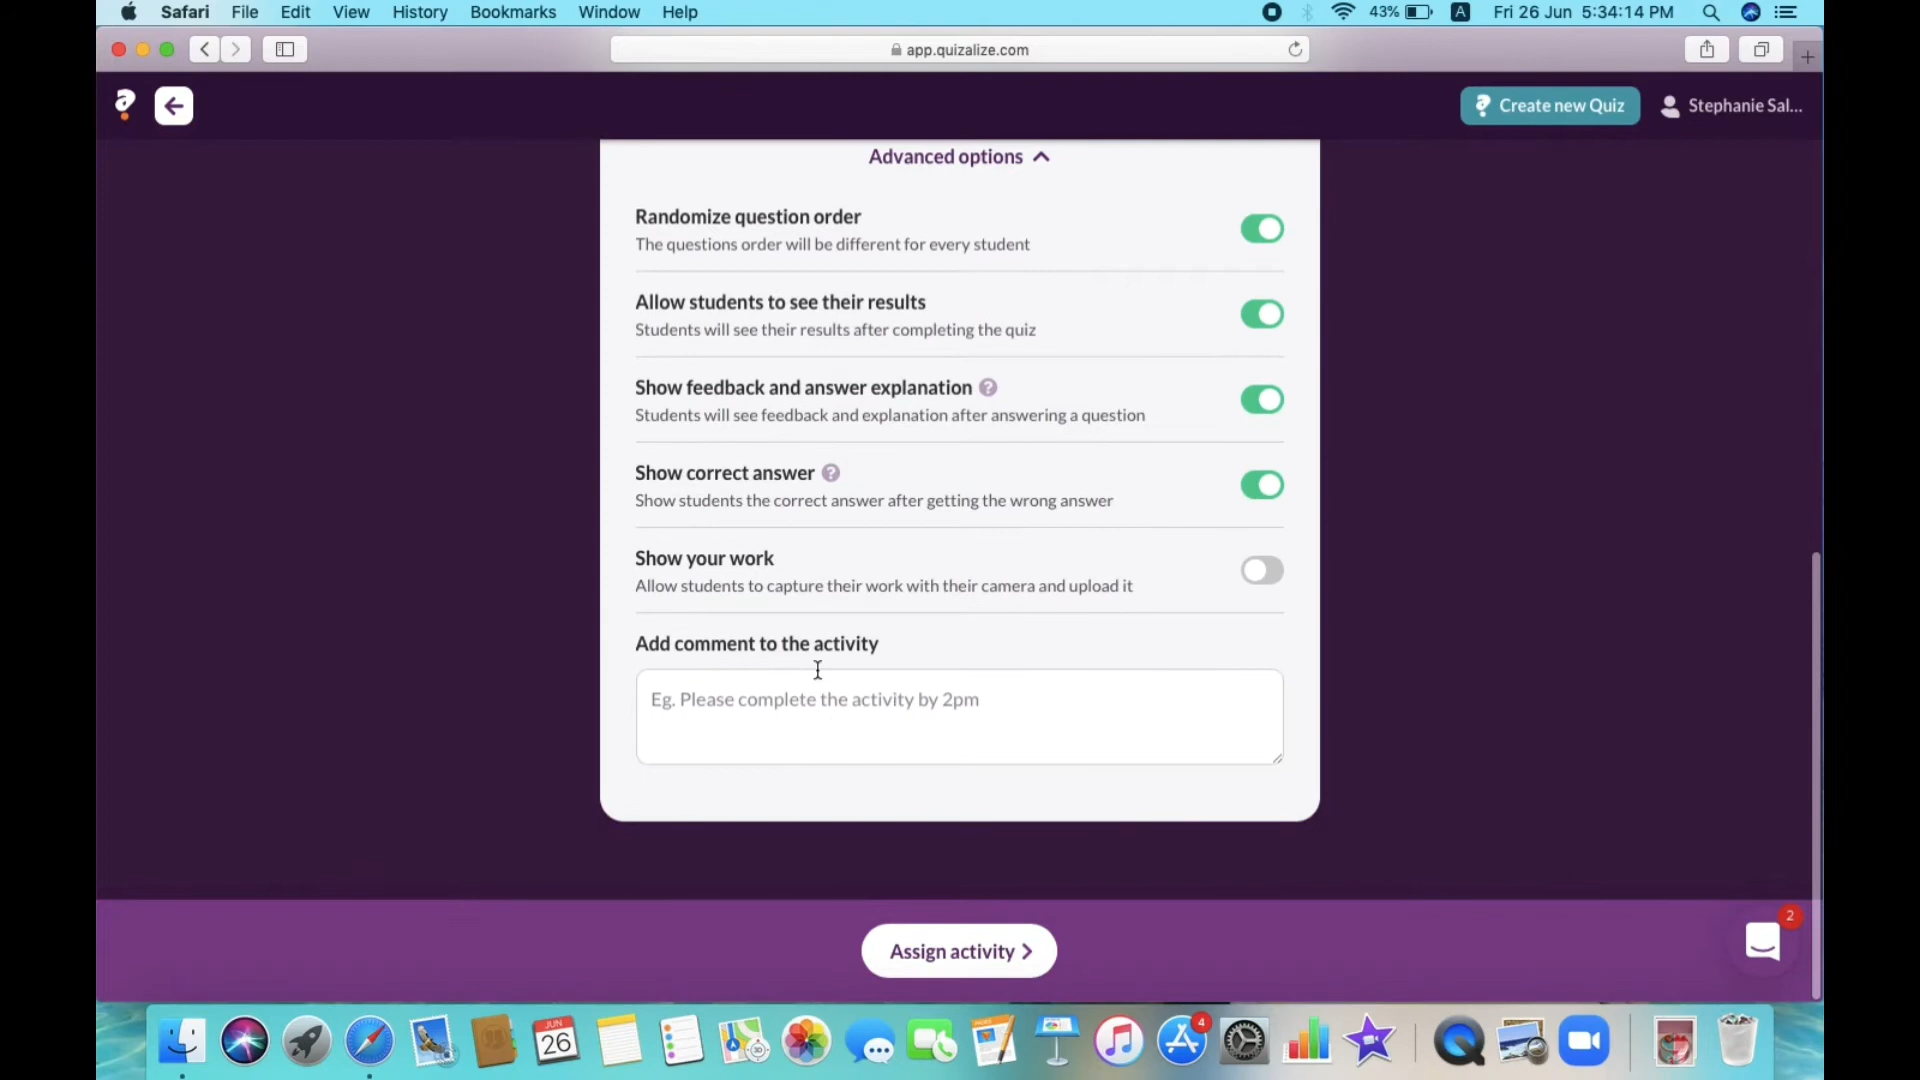 Safari File Edit View History Bookmarks Window Help 43% A Fri 26 Jun 5:34:14 PM
app.quizalize.com
Create new Quiz Stephanie Sal...
Advanced options
Randomize question order
The questions order will be different for every student
Allow students to see their results
Students will see their results after completing the quiz
Show feedback and answer explanation ?
Students will see feedback and explanation after answering a question
Show correct answer ?
Show students the correct answer after getting the wrong answer
Show your work
Allow students to capture their work with their camera and upload it
Add comment to the activity
Eg. Please complete the activity by 2pm
Assign activity
2
JUN
26
4